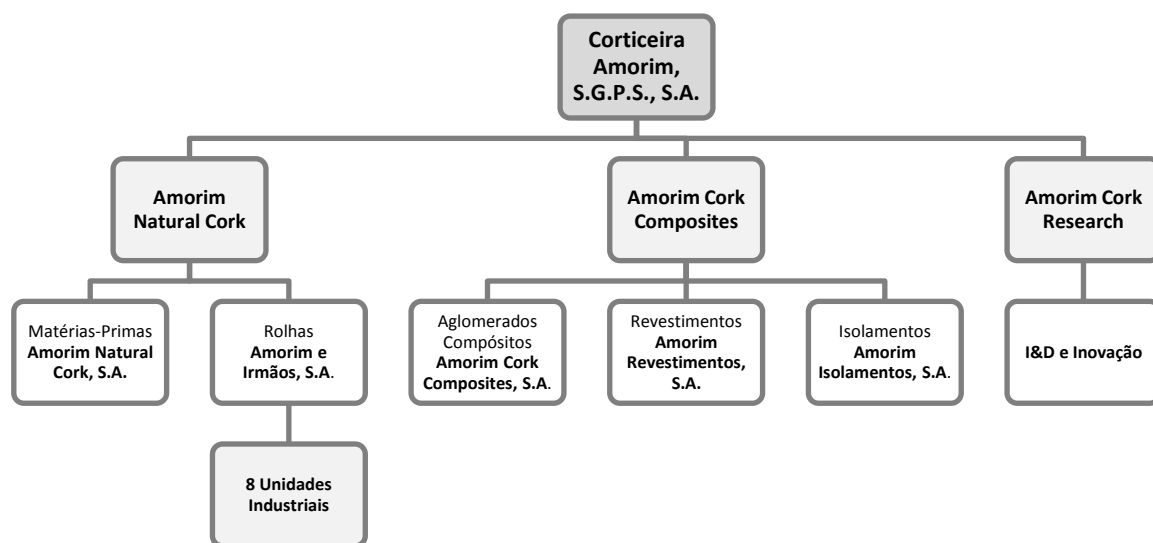 Corticeira
Amorim,
S.G.P.S., S.A.
Amorim
Natural Cork
Amorim Cork
Composites
Amorim Cork
Research
Matérias-Primas
Amorim Natural
Cork, S.A.
Rolhas
Amorim e
Irmãos, S.A.
Aglomerados
Compósitos
Amorim Cork
Composites, S.A.
Revestimentos
Amorim
Revestimentos,
S.A.
Isolamentos
Amorim
Isolamentos, S.A.
I&D e Inovação
8 Unidades
Industriais